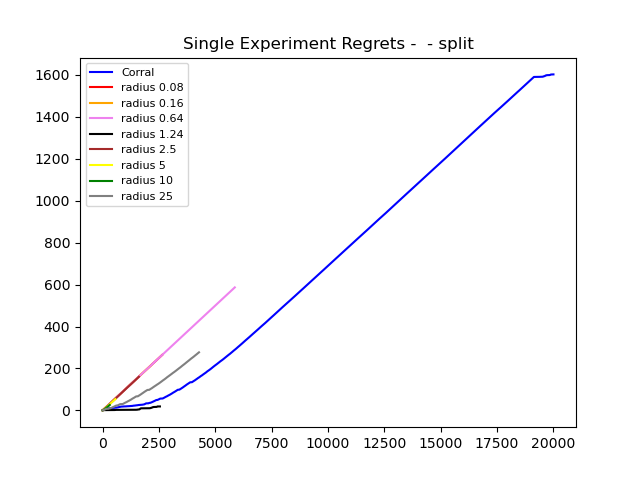 Single Experiment Regrets -  - split
1600
1400
1200
1000
800
600
400
200
0
Corral
radius 0.08
radius 0.16
radius 0.64
radius 1.24
radius 2.5
radius 5
radius 10
radius 25
0 2500 5000 7500 10000 12500 15000 17500 20000